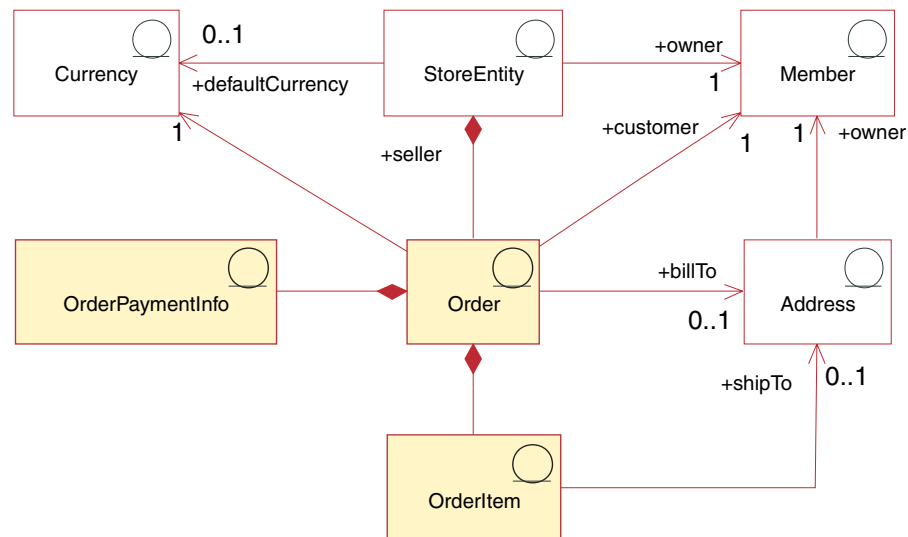 0..1
+owner
Currency
StoreEntity
Member
+defaultCurrency
1
1
+customer
1
1
+owner
+seller
+billTo
OrderPaymentInfo
Order
Address
0..1
+shipTo
0..1
OrderItem